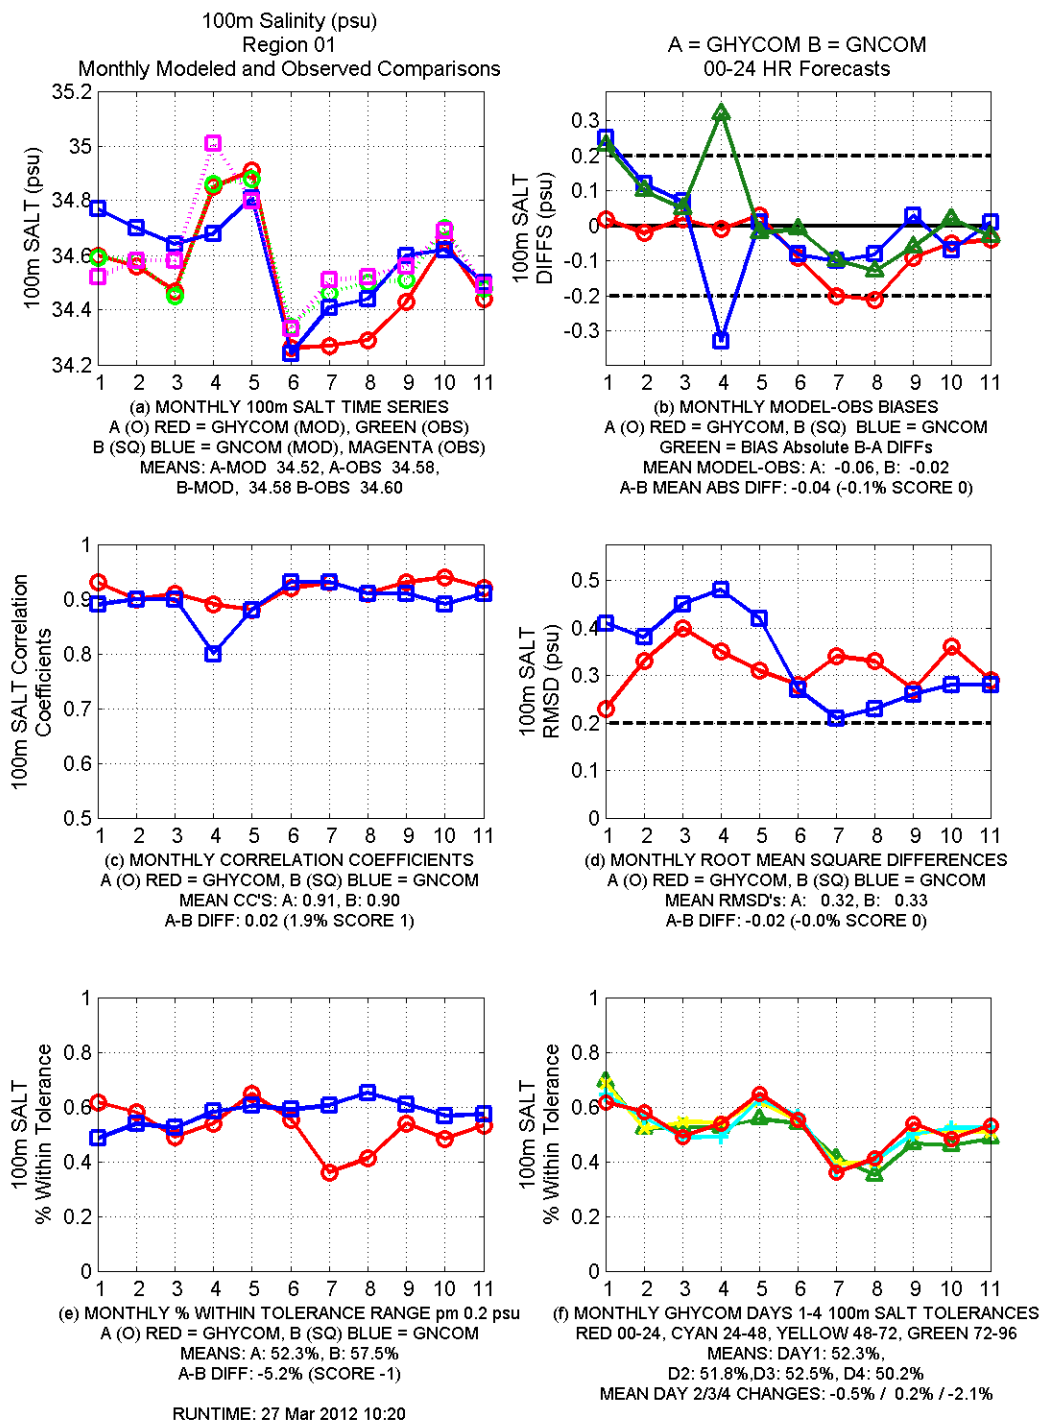 100m Salinity (psu)
Region 01
Monthly Modeled and Observed Comparisons
A = GHYCOM B = GNCOM
00-24 HR Forecasts
100m SALT (psu)
35.2
35
34.8
34.6
34.4
34.2
1 2 3 4 5 6 7 8 9 10 11
(a) MONTHLY 100m SALT TIME SERIES
A (O) RED = GHYCOM (MOD), GREEN (OBS)
B (SQ) BLUE = GNCOM (MOD), MAGENTA (OBS)
MEANS: A-MOD 34.52, A-OBS 34.58,
B-MOD, 34.58 B-OBS 34.60
100m SALT
DIFFS (psu)
0.3
0.2
0.1
0
-0.1
-0.2
-0.3
1 2 3 4 5 6 7 8 9 10 11
(b) MONTHLY MODEL-OBS BIASES
A (O) RED = GHYCOM, B (SQ) BLUE = GNCOM
GREEN = BIAS Absolute B-A DIFFs
MEAN MODEL-OBS: A: -0.06, B: -0.02
A-B MEAN ABS DIFF: -0.04 (-0.1% SCORE 0)
100m SALT Correlation
Coefficients
1
0.9
0.8
0.7
0.6
0.5
1 2 3 4 5 6 7 8 9 10 11
(c) MONTHLY CORRELATION COEFFICIENTS
A (O) RED = GHYCOM, B (SQ) BLUE = GNCOM
MEAN CC'S: A: 0.91, B: 0.90
A-B DIFF: 0.02 (1.9% SCORE 1)
100m SALT
RMSD (psu)
0.5
0.4
0.3
0.2
0.1
0
1 2 3 4 5 6 7 8 9 10 11
(d) MONTHLY ROOT MEAN SQUARE DIFFERENCES
A (O) RED = GHYCOM, B (SQ) BLUE = GNCOM
MEAN RMSD's: A: 0.32, B: 0.33
A-B DIFF: -0.02 (-0.0% SCORE 0)
100m SALT
% Within Tolerance
1
0.8
0.6
0.4
0.2
0
1 2 3 4 5 6 7 8 9 10 11
(e) MONTHLY % WITHIN TOLERANCE RANGE pm 0.2 psu
A (O) RED = GHYCOM, B (SQ) BLUE = GNCOM
MEANS: A: 52.3%, B: 57.5%
A-B DIFF: -5.2% (SCORE -1)
100m SALT
% Within Tolerance
1
0.8
0.6
0.4
0.2
0
1 2 3 4 5 6 7 8 9 10 11
(f) MONTHLY GHYCOM DAYS 1-4 100m SALT TOLERANCES
RED 00-24, CYAN 24-48, YELLOW 48-72, GREEN 72-96
MEANS: DAY1: 52.3%,
D2: 51.8%,D3: 52.5%, D4: 50.2%
MEAN DAY 2/3/4 CHANGES: -0.5% / 0.2% / -2.1%
RUNTIME: 27 Mar 2012 10:20